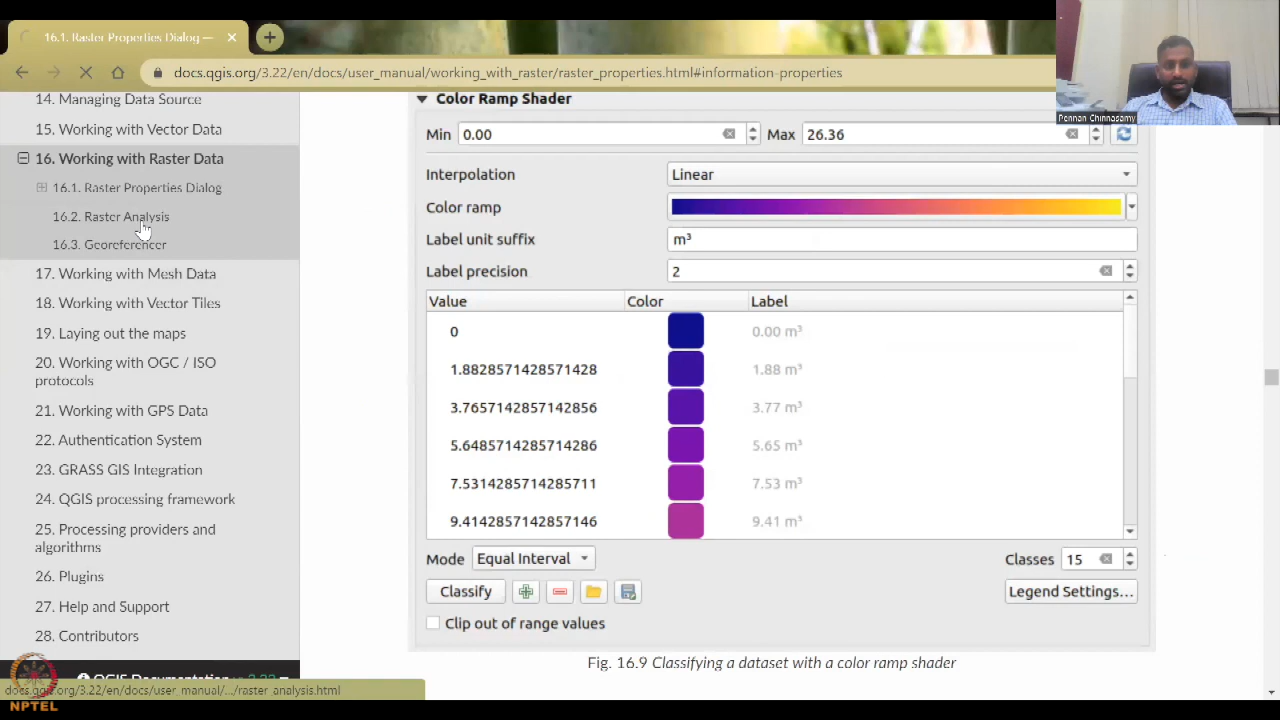 16.1. Raster Properties Dialog —
docs.qgis.org/3.22/en/docs/user_manual/working_with_raster/raster_properties.html#information-properties
Pennan Chinnasamy
14. Managing Data Source
15. Working with Vector Data
16. Working with Raster Data
16.1. Raster Properties Dialog
16.2. Raster Analysis
16.3. Georeferencer
17. Working with Mesh Data
18. Working with Vector Tiles
19. Laying out the maps
20. Working with OGC / ISO
protocols
21. Working with GPS Data
22. Authentication System
23. GRASS GIS Integration
24. QGIS processing framework
25. Processing providers and
algorithms
26. Plugins
27. Help and Support
28. Contributors
docs.qgis.org/3.22/en/docs/user_manual/.../raster_analysis.html
NPTEL
Color Ramp Shader
Min 0.00 Max 26.36
Interpolation Linear
Color ramp
Label unit suffix m³
Label precision 2
Value Color Label
0 0.00 m³
1.8828571428571428 1.88 m³
3.7657142857142856 3.77 m³
5.6485714285714286 5.65 m³
7.5314285714285711 7.53 m³
9.4142857142857146 9.41 m³
Mode Equal Interval Classes 15
Classify Legend Settings...
Clip out of range values
Fig. 16.9 Classifying a dataset with a color ramp shader